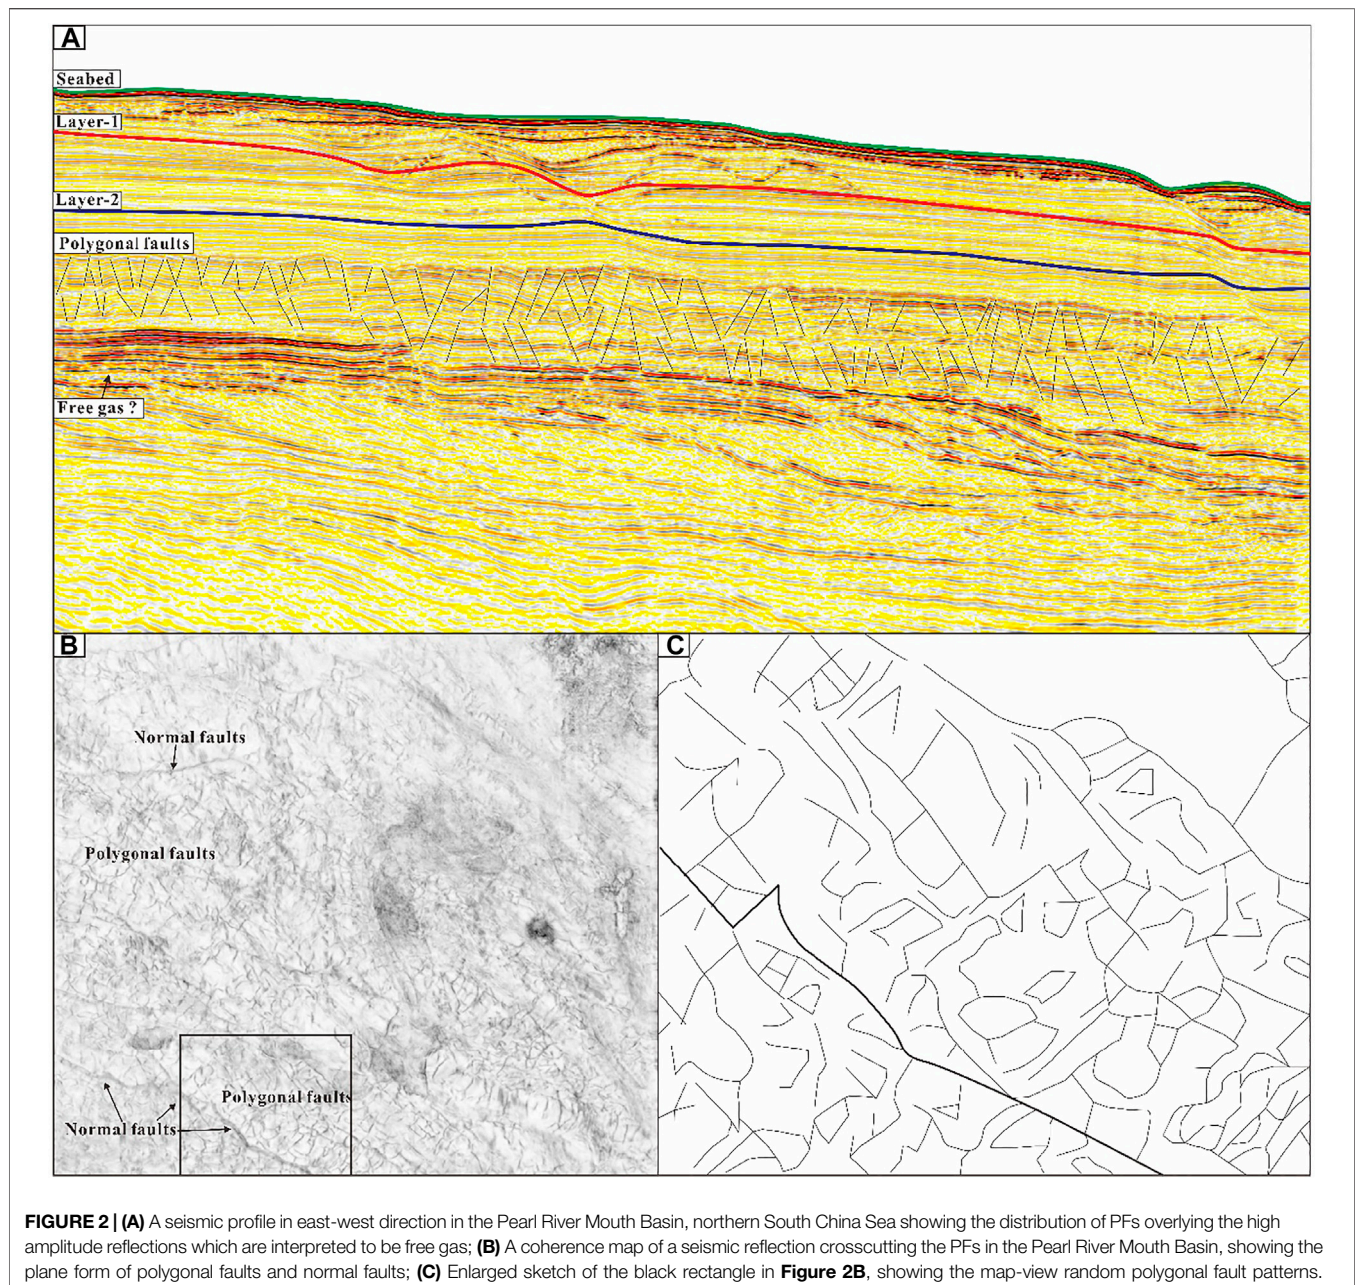 A
Seabed
Layer-1
Layer-2
Polygonal faults
Free gas ?
B
Normal faults
Polygonal faults
Polygonal faults
Normal faults
C
FIGURE 2 | (A) A seismic profile in east-west direction in the Pearl River Mouth Basin, northern South China Sea showing the distribution of PFs overlying the high
amplitude reflections which are interpreted to be free gas; (B) A coherence map of a seismic reflection crosscutting the PFs in the Pearl River Mouth Basin, showing the
plane form of polygonal faults and normal faults; (C) Enlarged sketch of the black rectangle in Figure 2B, showing the map-view random polygonal fault patterns.